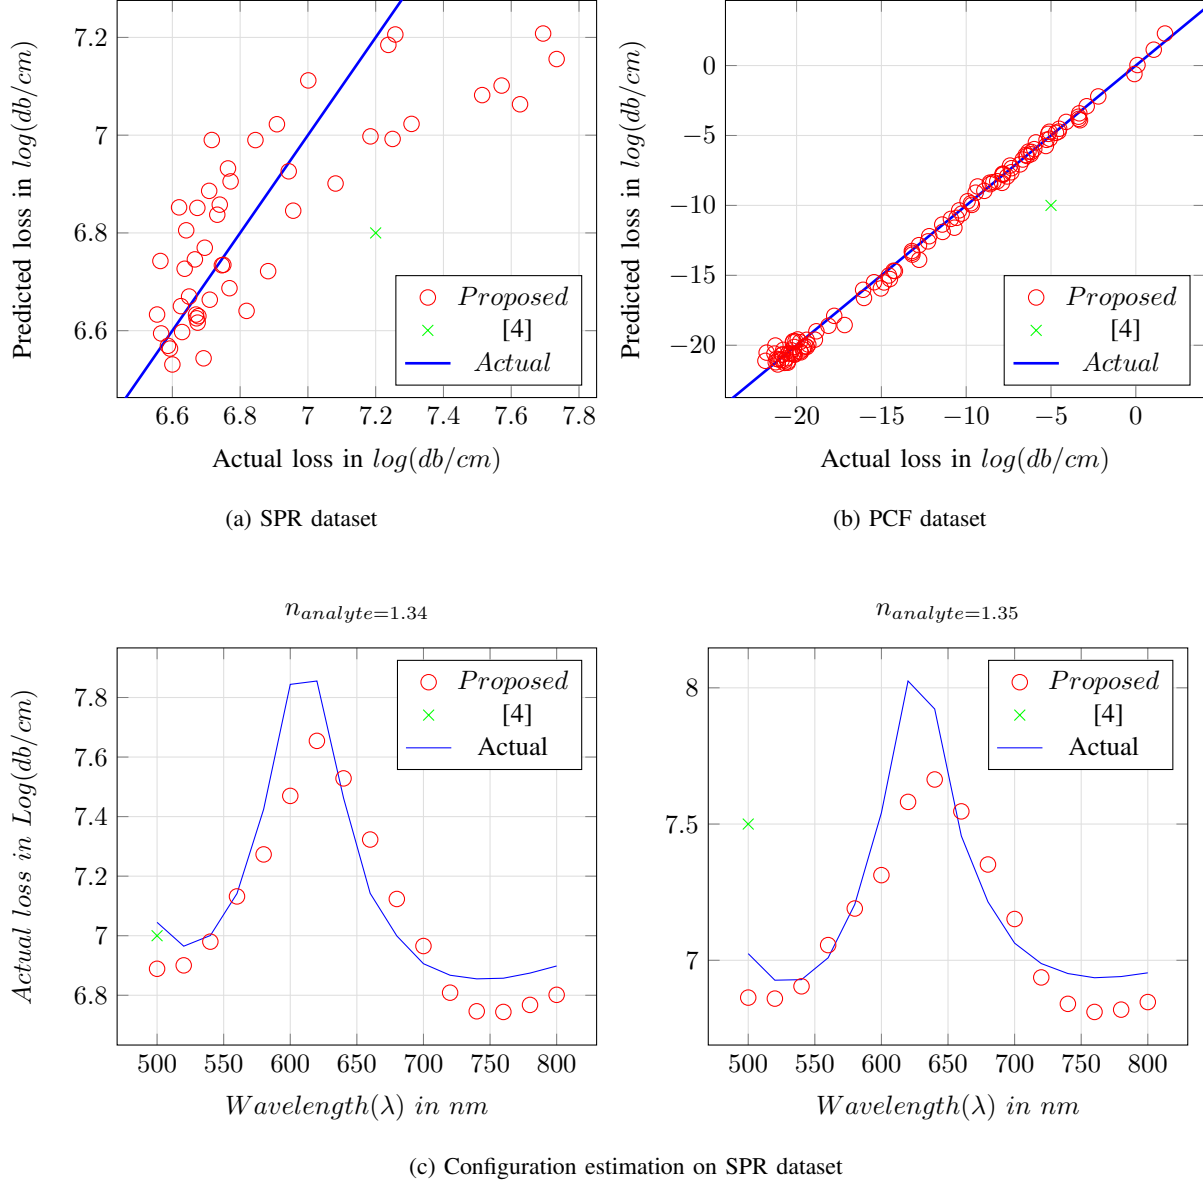 7.2
7
6.8
6.6
Predicted loss in log(db/cm)
Proposed
[4]
Actual
6.6 6.8 7 7.2 7.4 7.6 7.8
Actual loss in log(db/cm)
(a) SPR dataset
0
−5
−10
−15
−20
Predicted loss in log(db/cm)
Proposed
[4]
Actual
−20 −15 −10 −5 0
Actual loss in log(db/cm)
(b) PCF dataset
n_{analyte=1.34}
7.8
7.6
7.4
7.2
7
6.8
Actual loss in Log(db/cm)
Proposed
[4]
Actual
500 550 600 650 700 750 800
Wavelength(λ) in nm
n_{analyte=1.35}
8
7.5
7
Proposed
[4]
Actual
500 550 600 650 700 750 800
Wavelength(λ) in nm
(c) Configuration estimation on SPR dataset